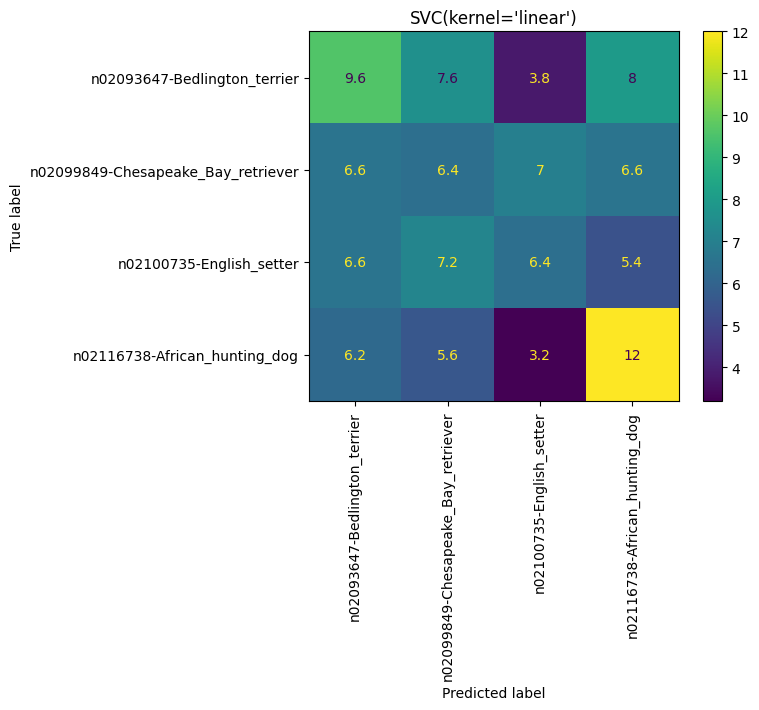 SVC(kernel='linear')
True label
n02093647-Bedlington_terrier
9.6 7.6 3.8 8
n02099849-Chesapeake_Bay_retriever
6.6 6.4 7 6.6
n02100735-English_setter
6.6 7.2 6.4 5.4
n02116738-African_hunting_dog
6.2 5.6 3.2 12
n02093647-Bedlington_terrier
n02099849-Chesapeake_Bay_retriever
n02100735-English_setter
n02116738-African_hunting_dog
Predicted label
12
11
10
9
8
7
6
5
4